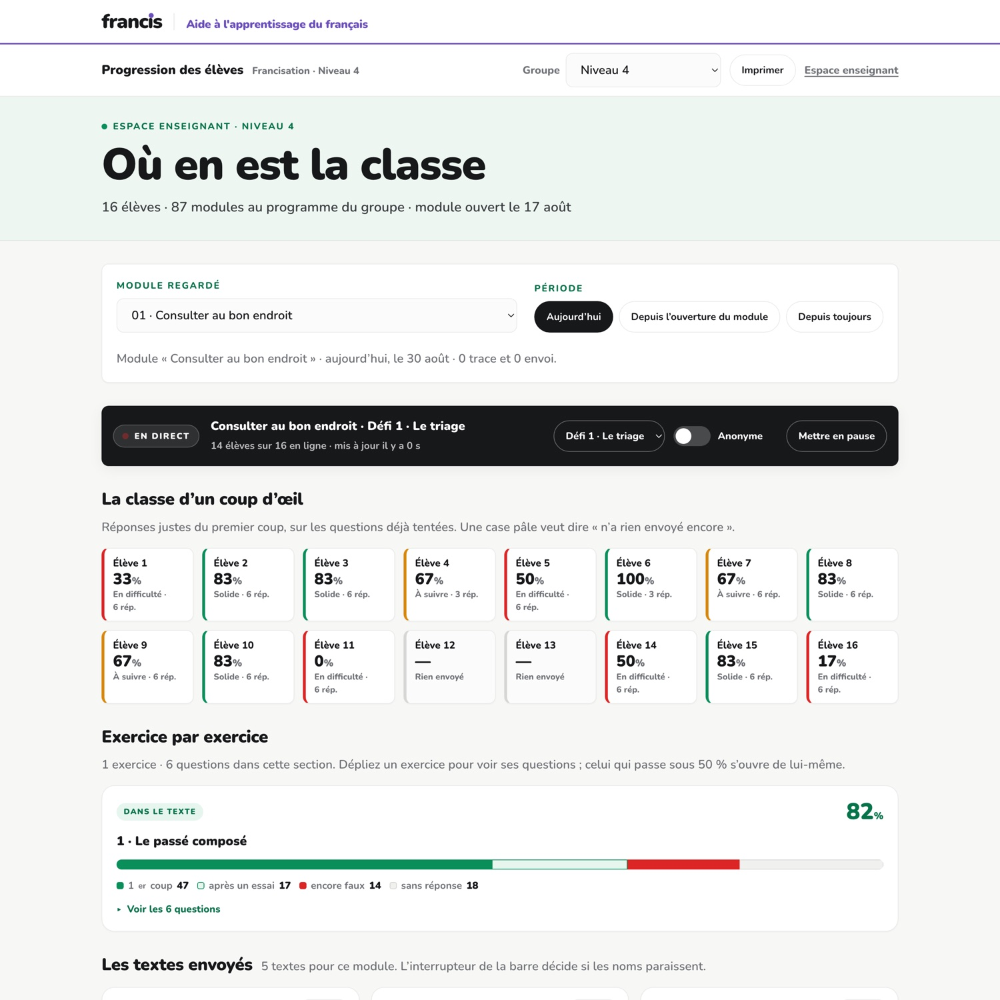 francis
Aide à l'apprentissage du français
Progression des élèves Francisation · Niveau 4
Groupe Niveau 4 Imprimer Espace enseignant
ESPACE ENSEIGNANT · NIVEAU 4
Où en est la classe
16 élèves · 87 modules au programme du groupe · module ouvert le 17 août
MODULE REGARDÉ
01 · Consulter au bon endroit
PÉRIODE
Aujourd’hui Depuis l’ouverture du module Depuis toujours
Module « Consulter au bon endroit » · aujourd’hui, le 30 août · 0 trace et 0 envoi.
EN DIRECT
Consulter au bon endroit · Défi 1 · Le triage
14 élèves sur 16 en ligne · mis à jour il y a 0 s
Défi 1 · Le triage Anonyme Mettre en pause
La classe d’un coup d’œil
Réponses justes du premier coup, sur les questions déjà tentées. Une case pâle veut dire « n’a rien envoyé encore ».
Élève 1
33%
En difficulté ·
6 rép.
Élève 2
83%
Solide · 6 rép.
Élève 3
83%
Solide · 6 rép.
Élève 4
67%
À suivre · 3 rép.
Élève 5
50%
En difficulté ·
6 rép.
Élève 6
100%
Solide · 3 rép.
Élève 7
67%
À suivre · 6 rép.
Élève 8
83%
Solide · 6 rép.
Élève 9
67%
À suivre · 6 rép.
Élève 10
83%
Solide · 6 rép.
Élève 11
0%
En difficulté ·
6 rép.
Élève 12
—
Rien envoyé
Élève 13
—
Rien envoyé
Élève 14
50%
En difficulté ·
6 rép.
Élève 15
83%
Solide · 6 rép.
Élève 16
17%
En difficulté ·
6 rép.
Exercice par exercice
1 exercice · 6 questions dans cette section. Dépliez un exercice pour voir ses questions ; celui qui passe sous 50 % s’ouvre de lui-même.
DANS LE TEXTE
82%
1 · Le passé composé
1 er coup 47 après un essai 17 encore faux 14 sans réponse 18
Voir les 6 questions
Les textes envoyés 5 textes pour ce module. L’interrupteur de la barre décide si les noms paraissent.